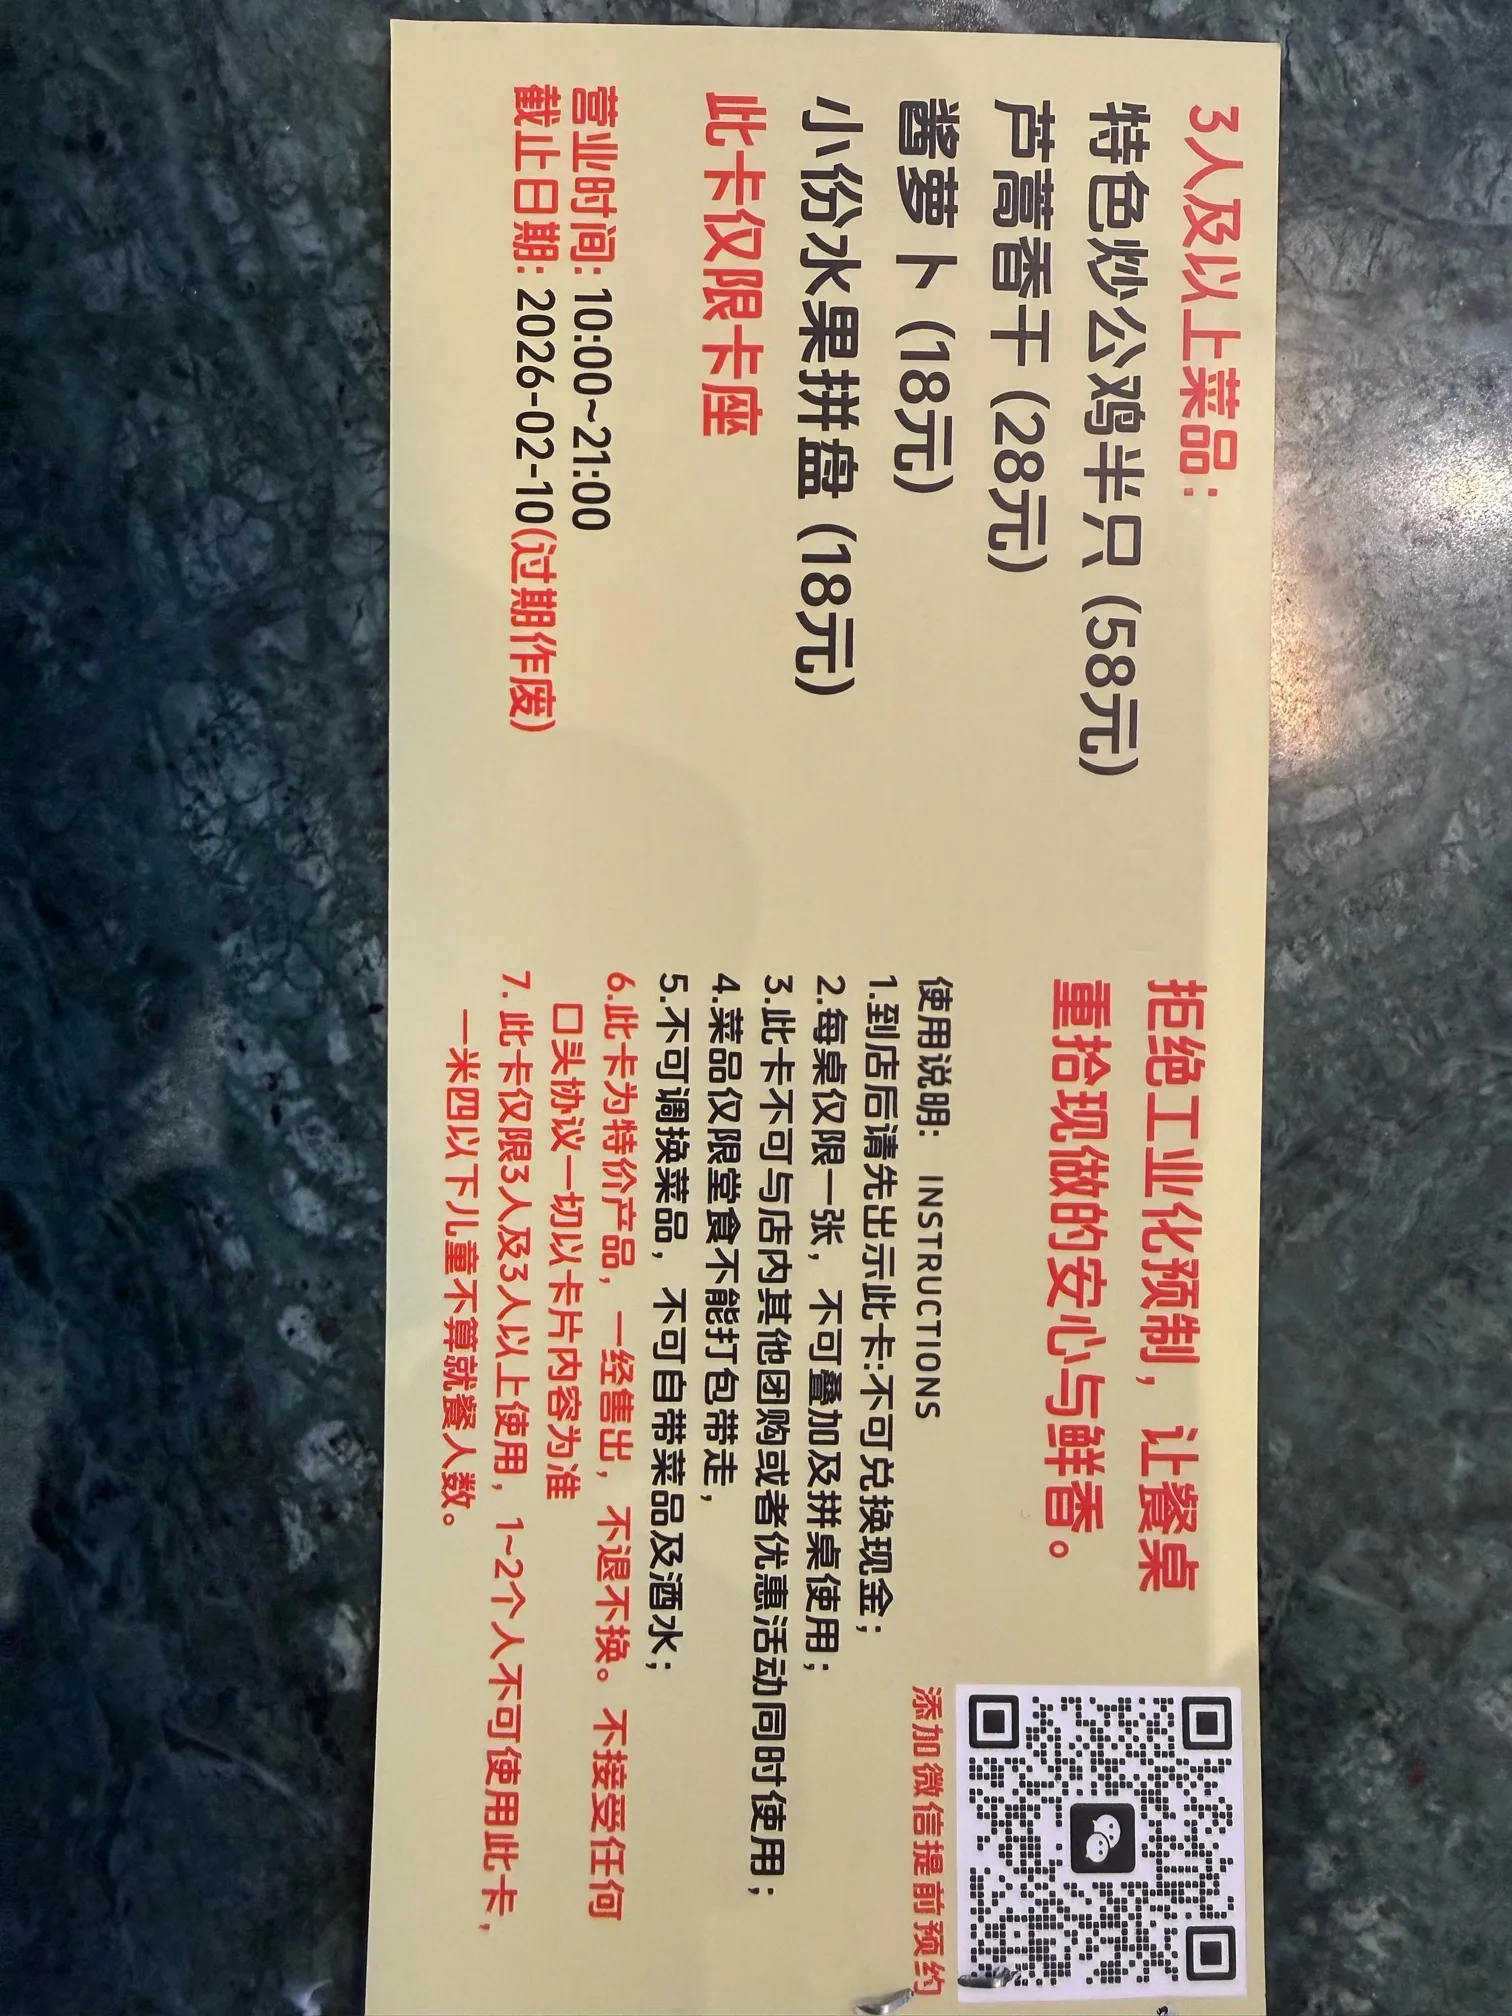 3人及以上菜品:
特色炒公鸡半只 (58元)
芦蒿香干 (28元)
酱萝卜 (18元)
小份水果拼盘 (18元)
此卡仅限卡座
营业时间: 10:00~21:00
截止日期: 2026-02-10(过期作废)
拒绝工业化预制，让餐桌
重拾现做的安心与鲜香。
添加微信提前预约
使用说明: INSTRUCTIONS
1.到店后请先出示此卡:不可兑换现金;
2.每桌仅限一张，不可叠加及拼桌使用;
3.此卡不可与店内其他团购或者优惠活动同时使用;
4.菜品仅限堂食不能打包带走,
5.不可调换菜品，不可自带菜品及酒水;
6.此卡为特价产品，一经售出，不退不换。不接受任何
口头协议一切以卡片内容为准
7. 此卡仅限3人及3人以上使用，1~2个人不可使用此卡,
一米四以下儿童不算就餐人数。